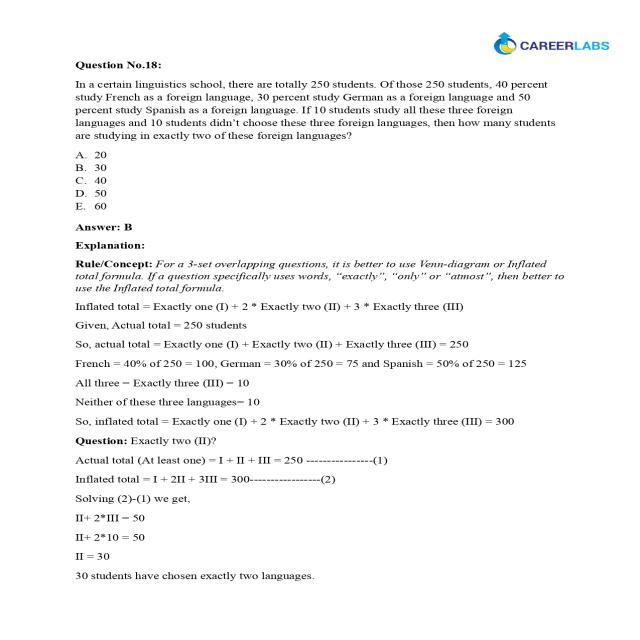 CAREERLABS
Question No.18:
In a certain linguistics school, there are totally 250 students. Of those 250 students, 40 percent
study French as a foreign language, 30 percent study German as a foreign language and 50
percent study Spanish as a foreign language. If 10 students study all these three foreign
languages and 10 students didn't choose these three foreign languages, then how many students
are studying in exactly two of these foreign languages?
A. 20
B. 30
C. 40
D. 50
E. 60
Answer: B
Explanation:
Rule/Concept: For a 3-set overlapping questions, it is better to use Venn-diagram or Inflated
total formula. If a question specifically uses words, "exactly", "only" or "atmost", then better to
use the Inflated total formula.
Inflated total = Exactly one (I) + 2 * Exactly two (II) + 3 * Exactly three (III)
Given, Actual total = 250 students
So, actual total = Exactly one (I) + Exactly two (II) + Exactly three (III) = 250
French = 40% of 250 = 100, German = 30% of 250 = 75 and Spanish = 50% of 250 = 125
All three = Exactly three (III) = 10
Neither of these three languages= 10
So, inflated total = Exactly one (I) + 2 * Exactly two (II) + 3 * Exactly three (III) = 300
Question: Exactly two (II)?
Actual total (At least one) = I + II + III = 250 ----------------(1)
Inflated total = I + 2II + 3III = 300-----------------(2)
Solving (2)-(1) we get,
II+ 2*III = 50
II+ 2*10 = 50
II = 30
30 students have chosen exactly two languages.